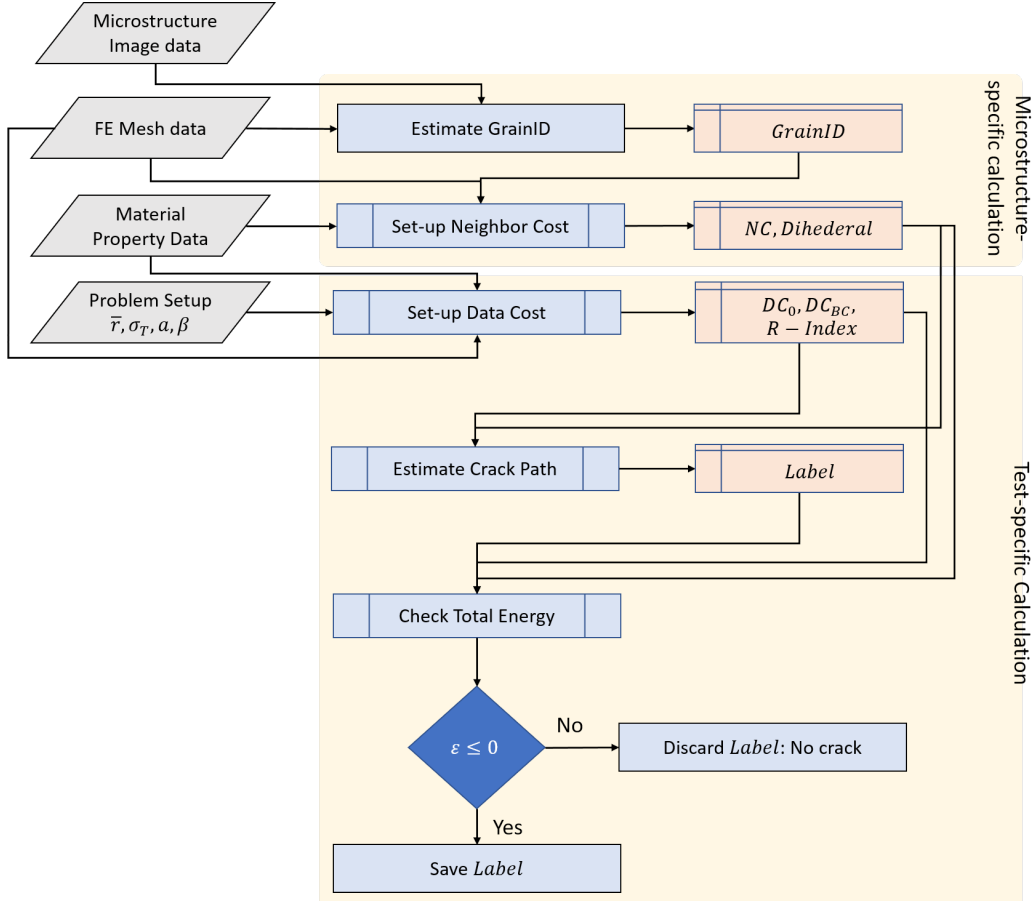 Microstructure
Image data
FE Mesh data
Estimate GrainID
GrainID
Microstructure-
specific calculation
Material
Property Data
Set-up Neighbor Cost
NC, Dihederal
Problem Setup
r̅, σ_T, a, β
Set-up Data Cost
DC₀, DC_BC,
R − Index
Estimate Crack Path
Label
Test-specific Calculation
Check Total Energy
ε ≤ 0
No
Discard Label: No crack
Yes
Save Label